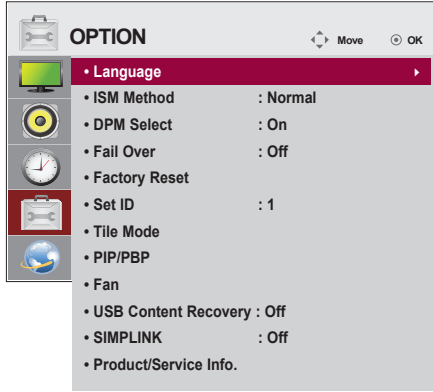 OPTION Move OK
• Language
• ISM Method : Normal
• DPM Select : On
• Fail Over : Off
• Factory Reset
• Set ID : 1
• Tile Mode
• PIP/PBP
• Fan
• USB Content Recovery : Off
• SIMPLINK : Off
• Product/Service Info.